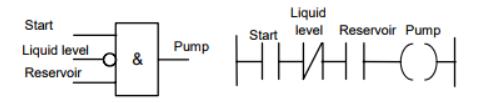 Start
Liquid level
Reservoir
&
Pump
Start
Liquid
level
Reservoir
Pump